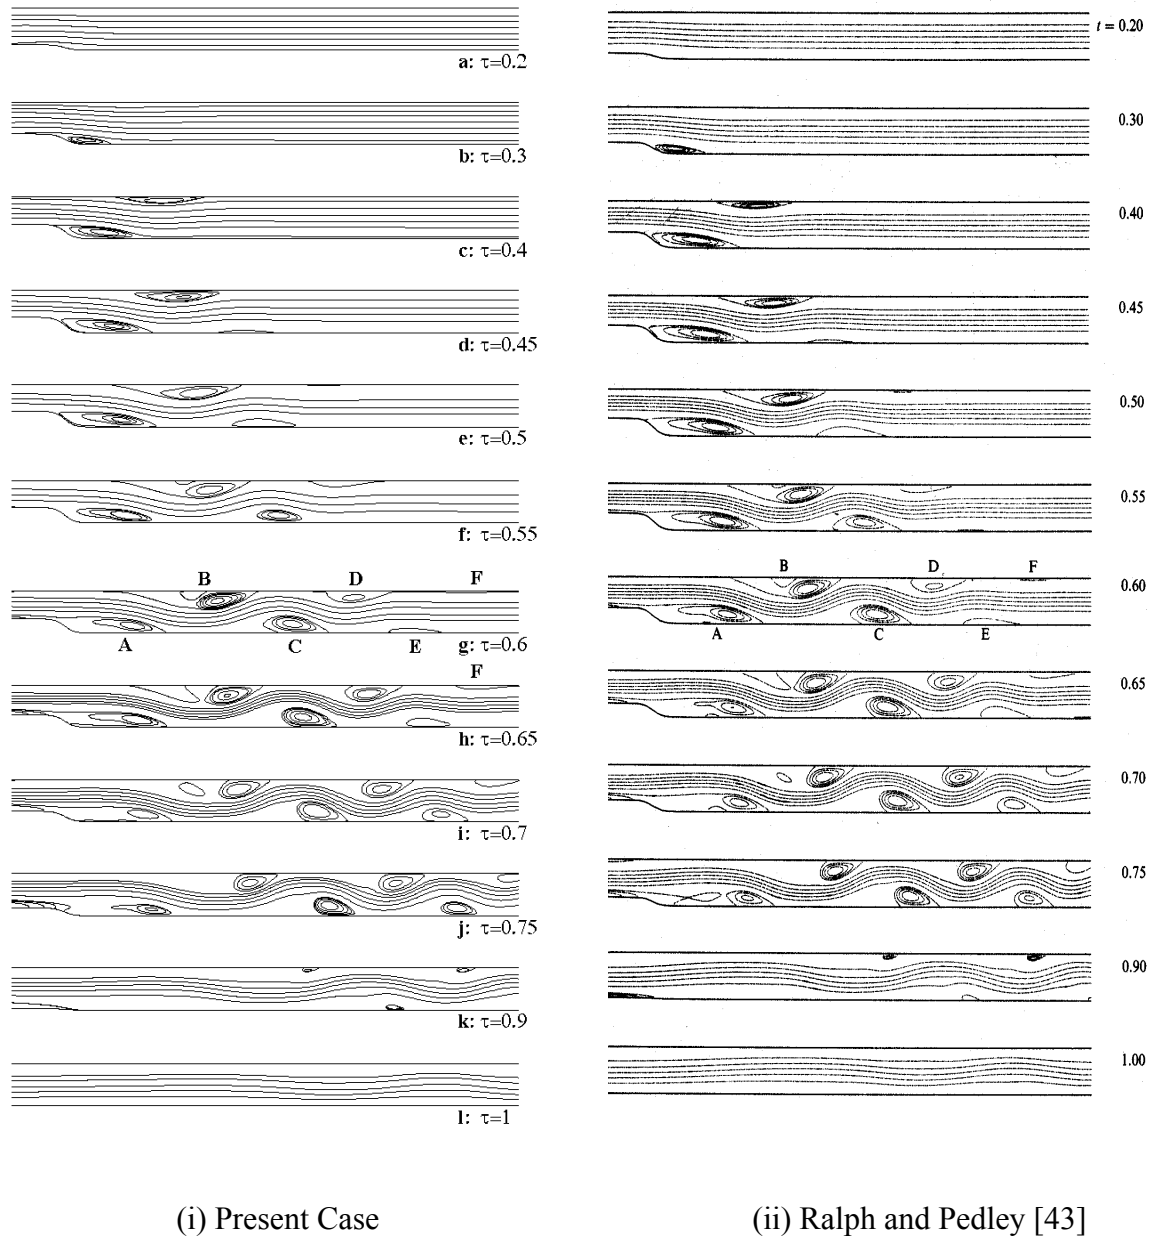 a: τ=0.2
b: τ=0.3
c: τ=0.4
d: τ=0.45
e: τ=0.5
f: τ=0.55
B D F
A C E g: τ=0.6
F
h: τ=0.65
i: τ=0.7
j: τ=0.75
k: τ=0.9
l: τ=1
(i) Present Case
t = 0.20
0.30
0.40
0.45
0.50
0.55
B D F
0.60
A C E
0.65
0.70
0.75
0.90
1.00
(ii) Ralph and Pedley [43]